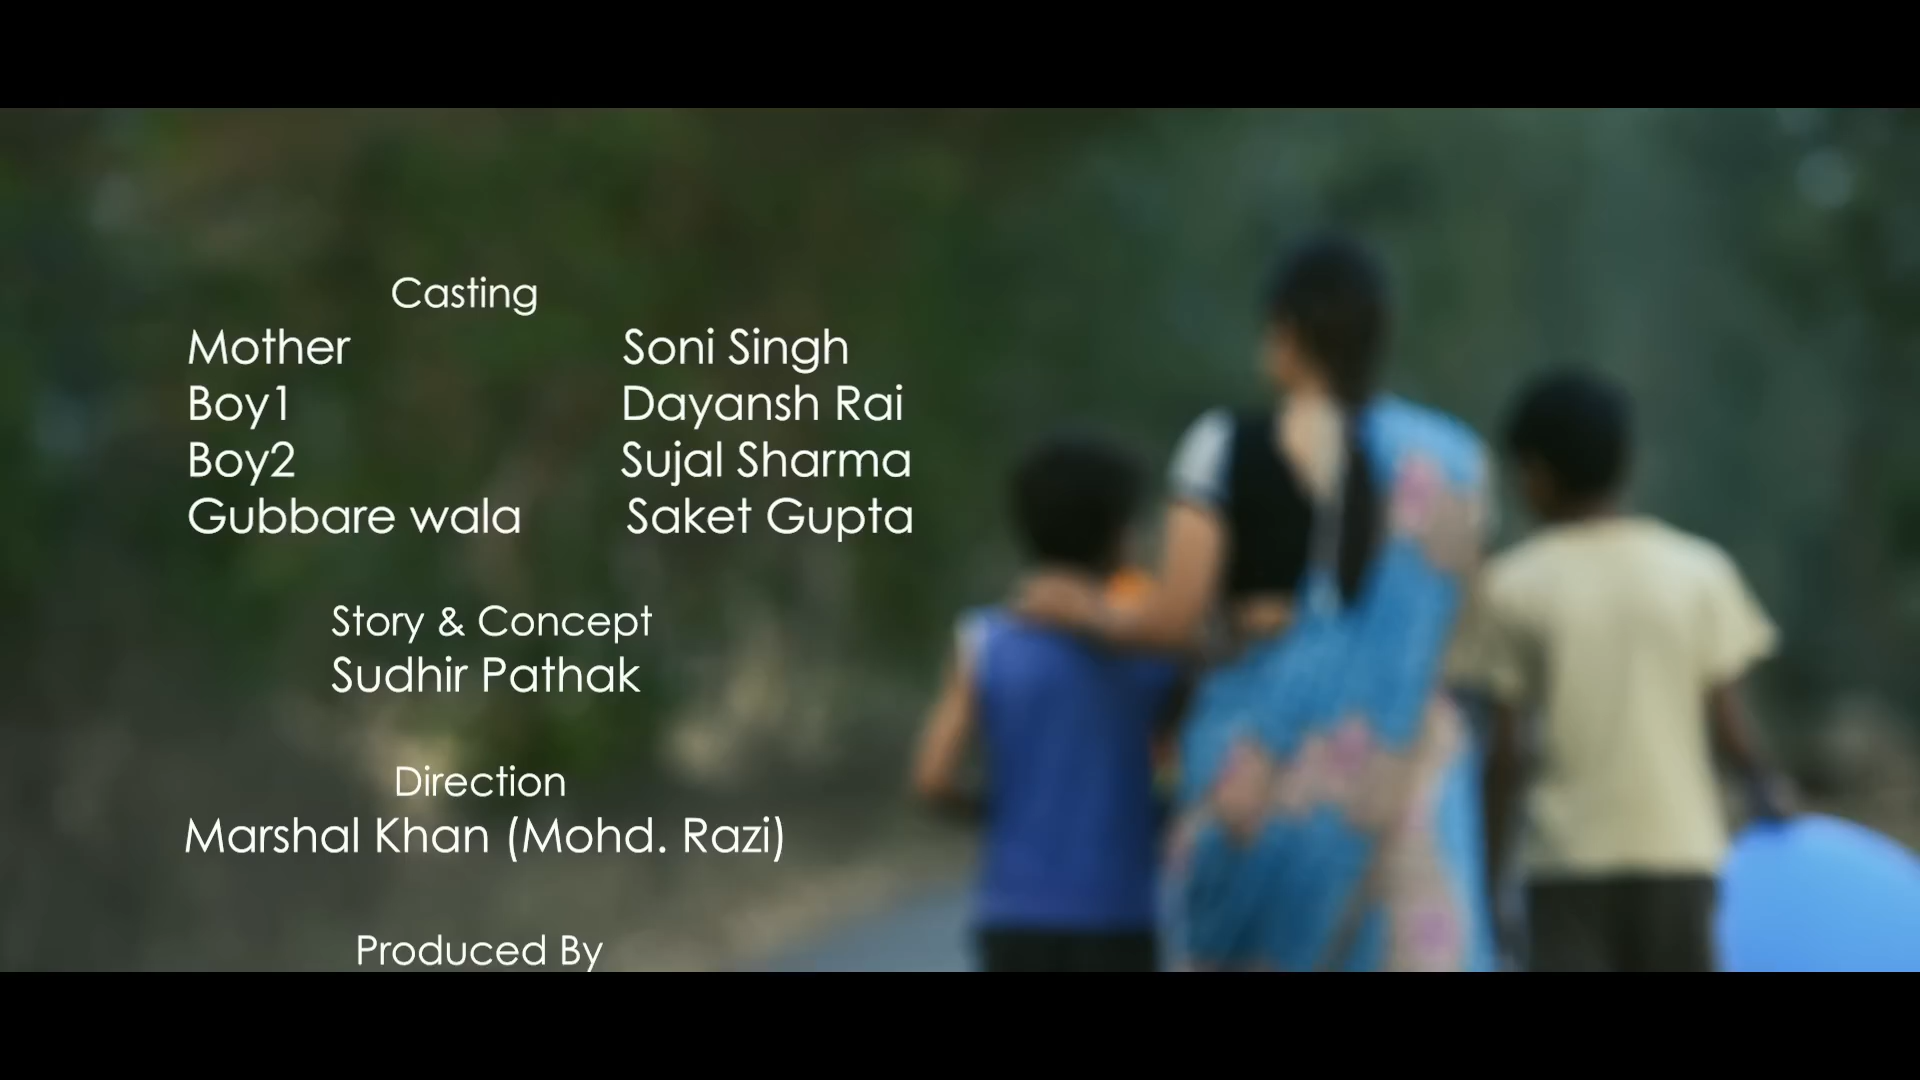 Casting
Mother Soni Singh
Boy1 Dayansh Rai
Boy2 Sujal Sharma
Gubbare wala Saket Gupta
Story & Concept
Sudhir Pathak
Direction
Marshal Khan (Mohd. Razi)
Produced By